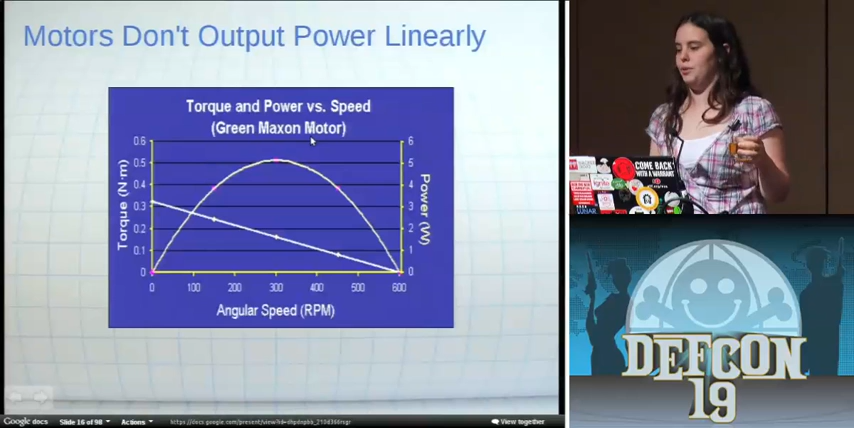 Motors Don't Output Power Linearly
Torque and Power vs. Speed
(Green Maxon Motor)
0.6
0.5
0.4
0.3
0.2
0.1
0
Torque (N·m)
6
5
4
3
2
1
0
Power (W)
0 100 200 300 400 500 600
Angular Speed (RPM)
Google docs Slide 16 of 98 Actions View together
COME BACK
WITH A WARRANT
Ignite
DEFCON
19